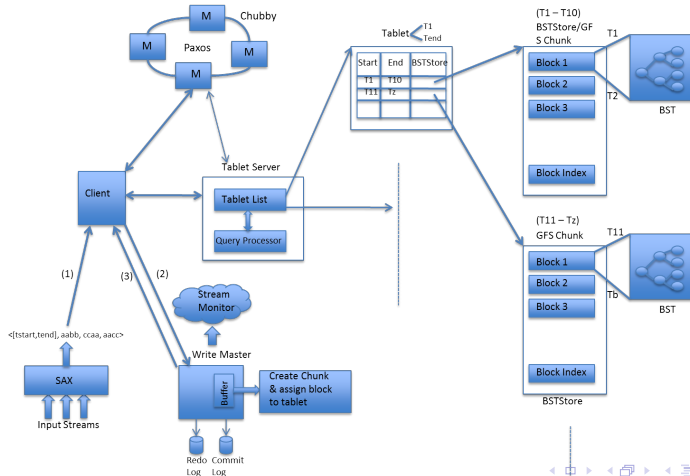 Chubby
M
M
M
Paxos
M
Tablet
T1
Tend
Start
End
BSTStore
T1
T10
T11
Tz
(T1 – T10)
BSTStore/GF
S Chunk
Block 1
Block 2
Block 3
Block Index
T1
T2
BST
Tablet Server
Tablet List
Query Processor
Client
(1)
(3)
(2)
(T11 – Tz)
GFS Chunk
Block 1
Block 2
Block 3
Block Index
BSTStore
T11
Tb
BST
Stream
Monitor
Write Master
Buffer
Create Chunk
& assign block
to tablet
Redo
Log
Commit
Log
<[tstart,tend], aabb, ccaa, aacc>
SAX
Input Streams